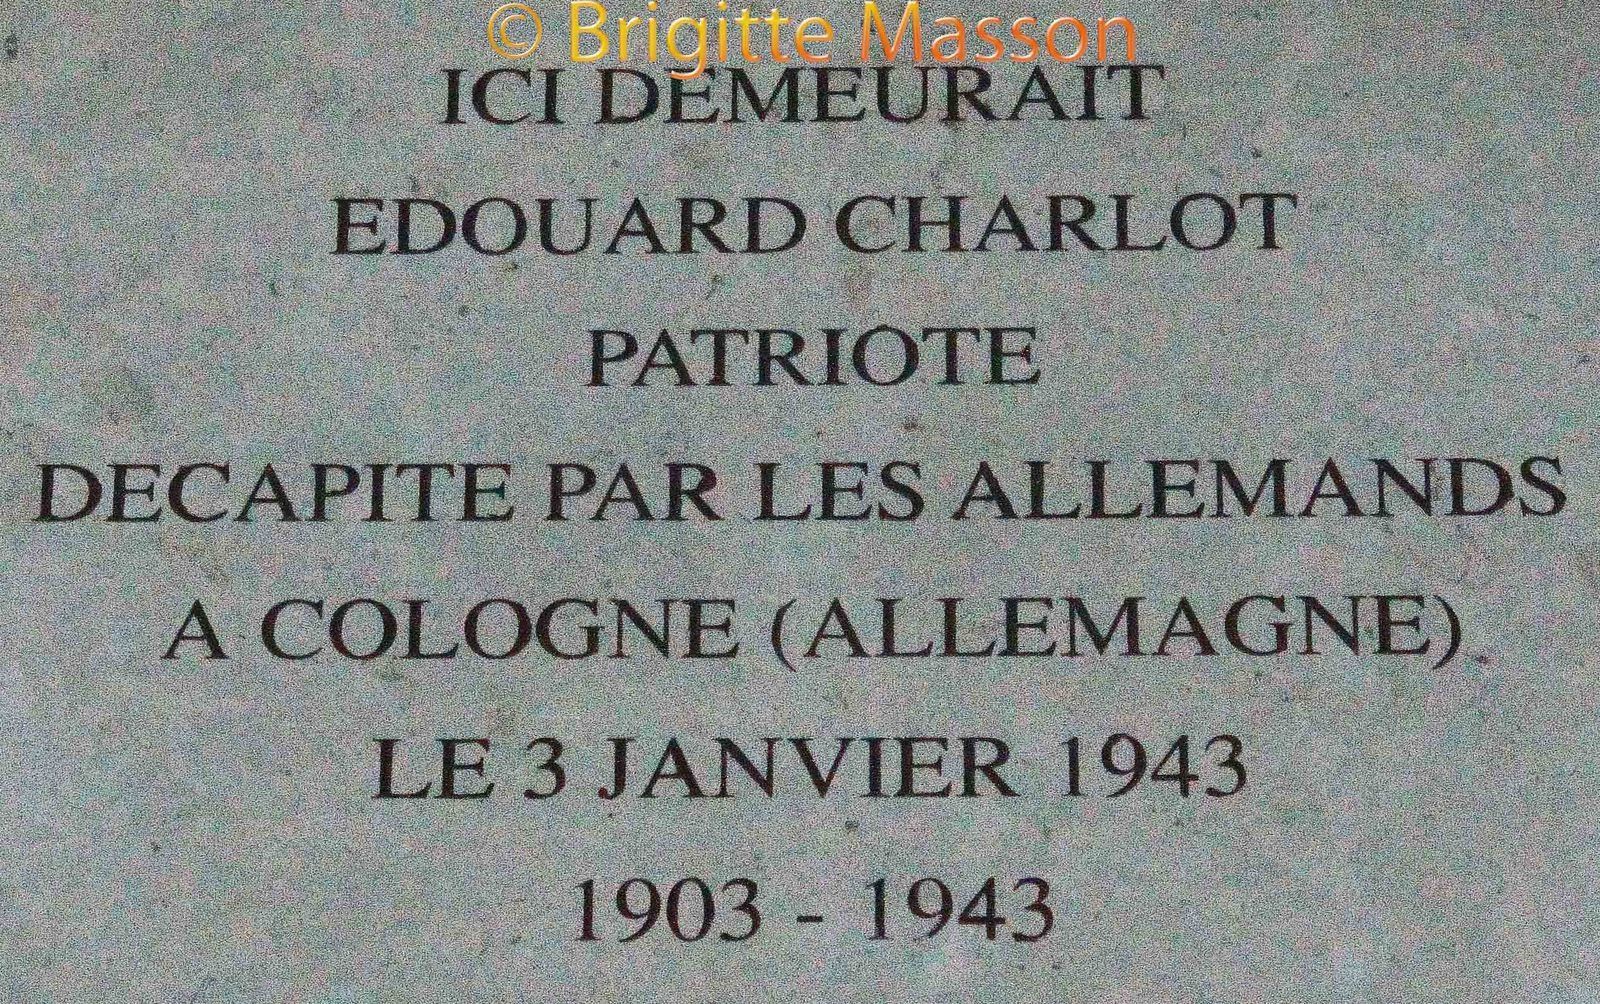 © Brigitte Masson
ICI DEMEURAIT
EDOUARD CHARLOT
PATRIOTE
DECAPITE PAR LES ALLEMANDS
A COLOGNE (ALLEMAGNE)
LE 3 JANVIER 1943
1903 - 1943